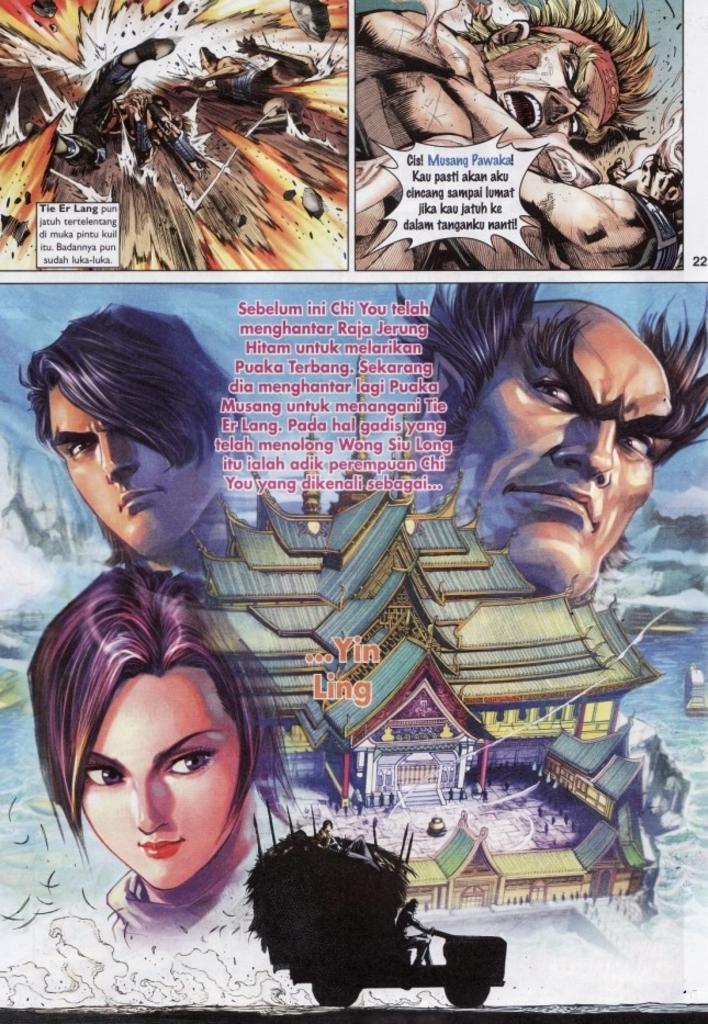 Tie Er Lang pun
jatuh tertelentang
di muka pintu kuil
itu. Badannya pun
sudah luka-luka.
Cis! Musang Pawaka!
Kau pasti akan aku
cincang sampai lumat
jika kau jatuh ke
dalam tanganku nanti!
22
Sebelum ini Chi You telah
menghantar Raja Jerung
Hitam untuk melarikan
Puaka Terbang. Sekarang
dia menghantar lagi Puaka
Musang untuk menangani Tie
Er Lang. Pada hal gadis yang
telah menolong Wong Siu Long
itu ialah adik perempuan Chi
You yang dikenali sebagai...
...Yin
Ling